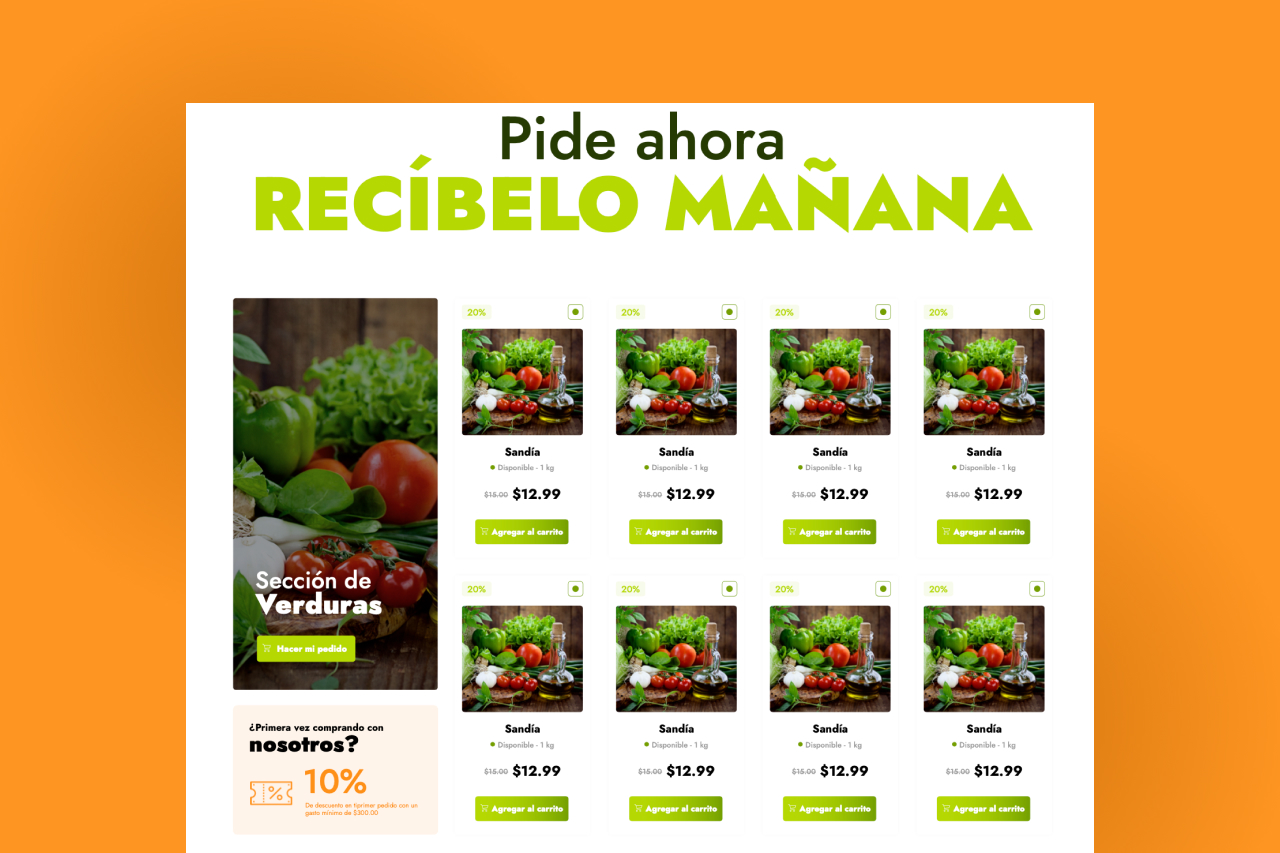 Pide ahora
RECÍBELO MAÑANA
Sección de
Verduras
Hacer mi pedido
¿Primera vez comprando con
nosotros?
10%
De descuento en tiprimer pedido con un
gasto mínimo de $300.00
20%
Sandía
Disponible - 1 kg
$15.00 $12.99
Agregar al carrito
20%
Sandía
Disponible - 1 kg
$15.00 $12.99
Agregar al carrito
20%
Sandía
Disponible - 1 kg
$15.00 $12.99
Agregar al carrito
20%
Sandía
Disponible - 1 kg
$15.00 $12.99
Agregar al carrito
20%
Sandía
Disponible - 1 kg
$15.00 $12.99
Agregar al carrito
20%
Sandía
Disponible - 1 kg
$15.00 $12.99
Agregar al carrito
20%
Sandía
Disponible - 1 kg
$15.00 $12.99
Agregar al carrito
20%
Sandía
Disponible - 1 kg
$15.00 $12.99
Agregar al carrito